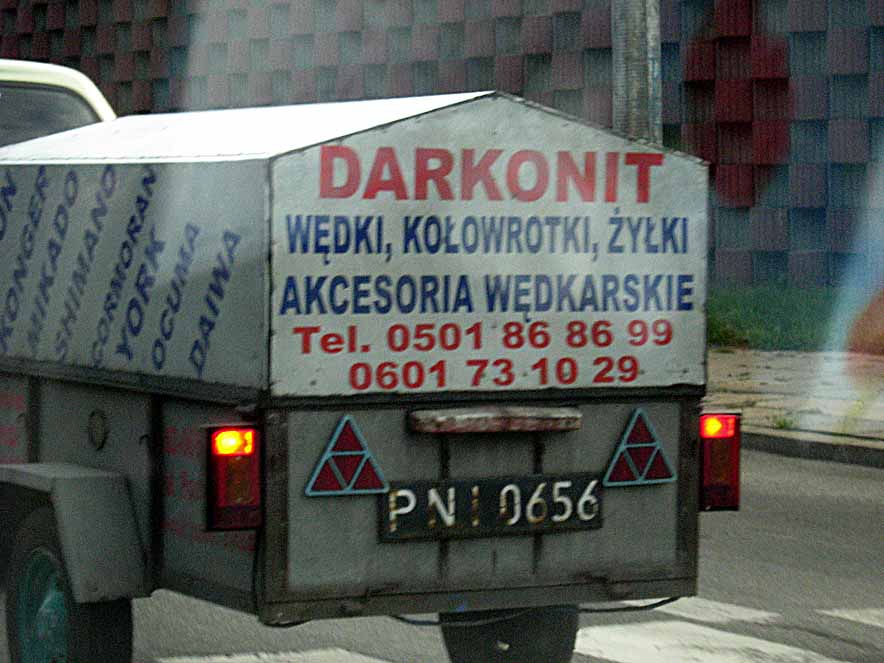 DARKONIT
WĘDKI, KOŁOWROTKI, ŻYŁKI
AKCESORIA WĘDKARSKIE
Tel. 0501 86 86 99
0601 73 10 29
PNI 0656
KONGER
MIKADO
SHIMANO
CORMORAN
YORK
OCUMA
DAIWA